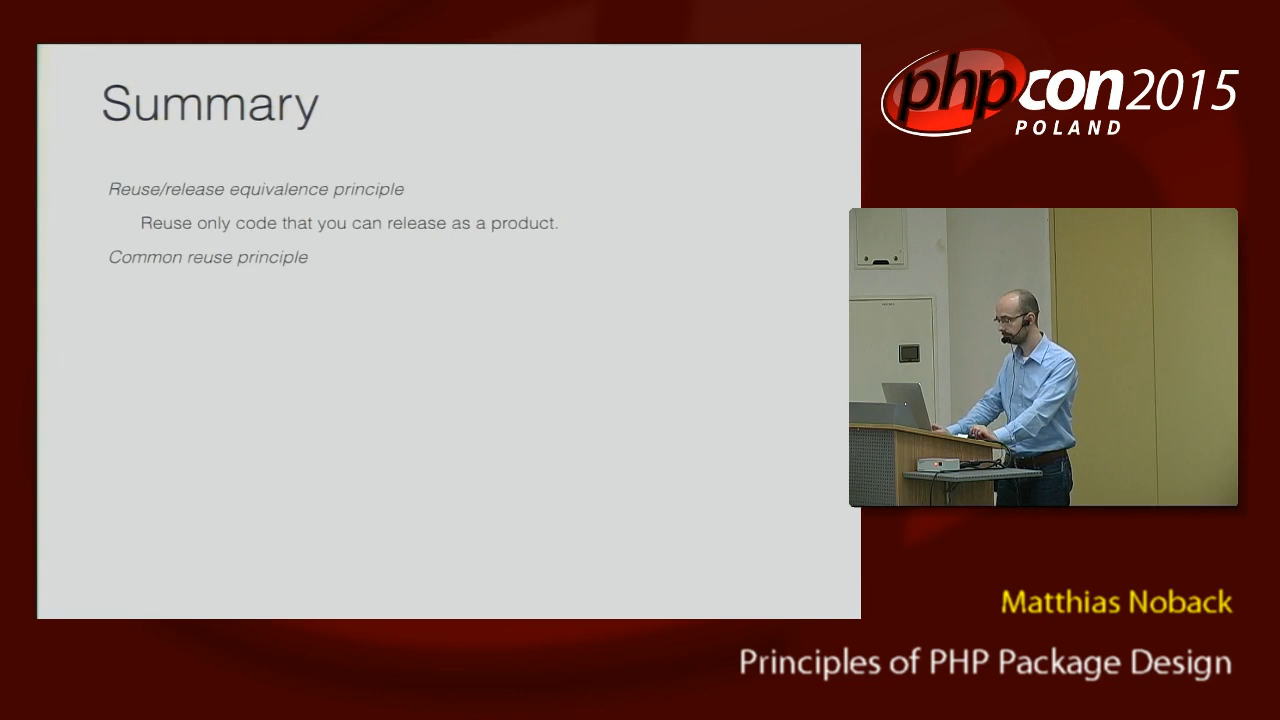 Summary
Reuse/release equivalence principle
Reuse only code that you can release as a product.
Common reuse principle
phpcon2015
POLAND
Matthias Noback
Principles of PHP Package Design